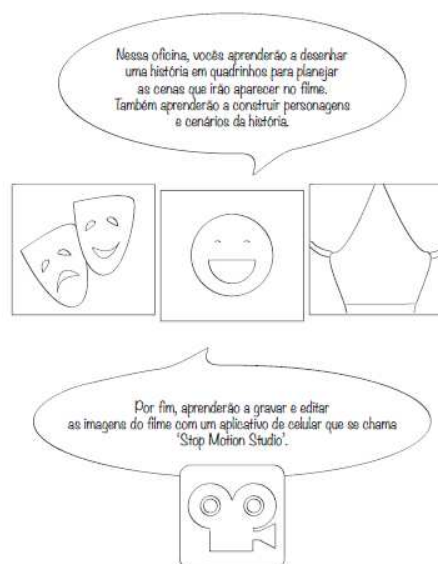 Nessa oficina, vocês aprenderão a desenhar
uma história em quadrinhos para planejar
as cenas que irão aparecer no filme.
Também aprenderão a construir personagens
e cenários da história.
Por fim, aprenderão a gravar e editar
as imagens do filme com um aplicativo de celular que se chama
'Stop Motion Studio'.